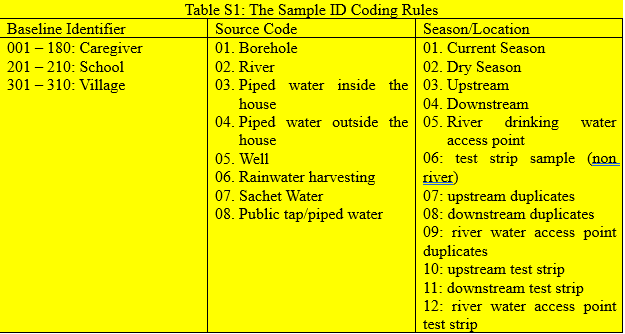 Table S1: The Sample ID Coding Rules
Baseline Identifier
001 – 180: Caregiver
201 – 210: School
301 – 310: Village
Source Code
01. Borehole
02. River
03. Piped water inside the
house
04. Piped water outside the
house
05. Well
06. Rainwater harvesting
07. Sachet Water
08. Public tap/piped water
Season/Location
01. Current Season
02. Dry Season
03. Upstream
04. Downstream
05. River drinking water
access point
06: test strip sample (non
river)
07: upstream duplicates
08: downstream duplicates
09: river water access point
duplicates
10: upstream test strip
11: downstream test strip
12: river water access point
test strip